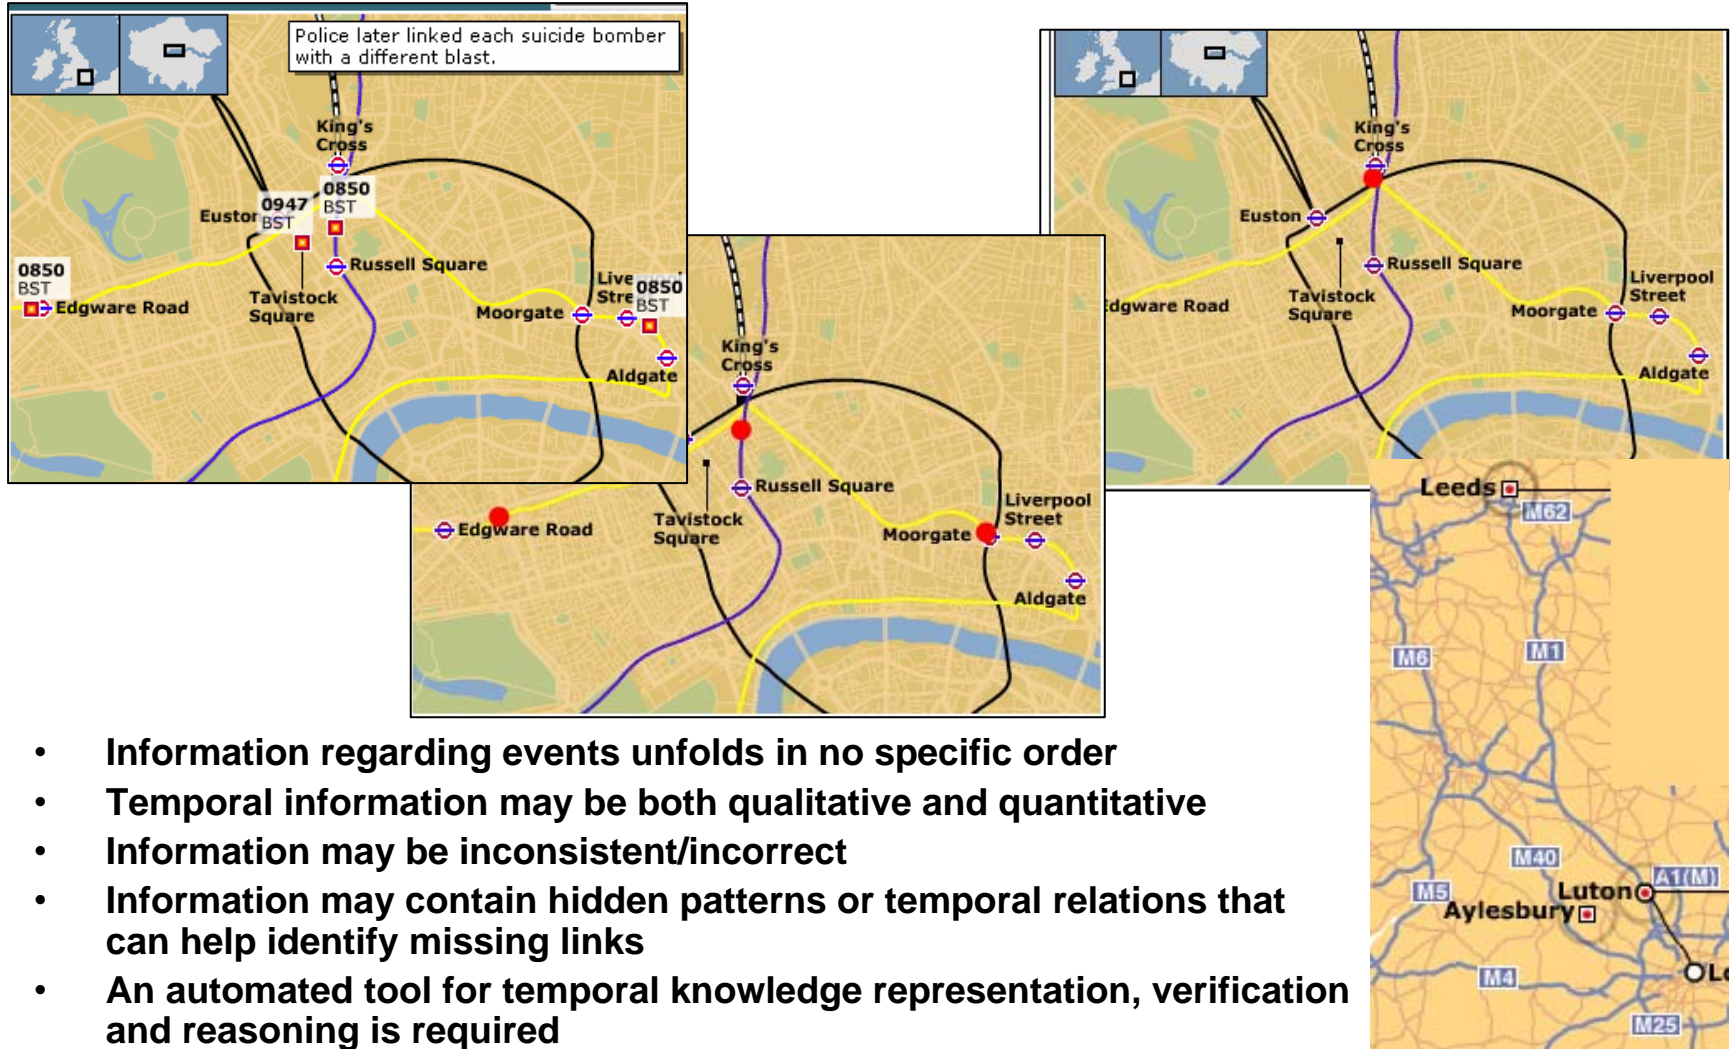 Police later linked each suicide bomber
with a different blast.
King's
Cross
0850
BST
0947
BST
Euston
0850
BST
Edgware Road
Tavistock
Square
Russell Square
Moorgate
0850
BST
Aldgate
King's
Cross
Euston
Russell Square
Tavistock
Square
Edgware Road
Liverpool
Street
Moorgate
Aldgate
King's
Cross
Russell Square
Tavistock
Square
Edgware Road
Liverpool
Street
Moorgate
Aldgate
Leeds
M62
M6
M1
M40
M5
Luton
A1(M)
Aylesbury
M4
M25
• Information regarding events unfolds in no specific order
• Temporal information may be both qualitative and quantitative
• Information may be inconsistent/incorrect
• Information may contain hidden patterns or temporal relations that
can help identify missing links
• An automated tool for temporal knowledge representation, verification
and reasoning is required